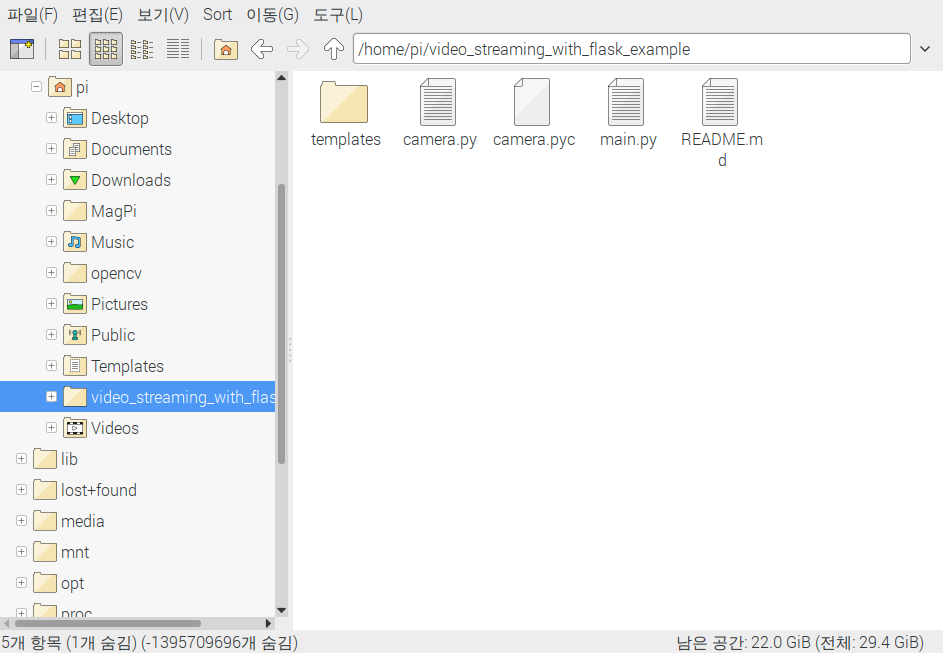 파일(F) 편집(E) 보기(V) Sort 이동(G) 도구(L)
/home/pi/video_streaming_with_flask_example
pi
Desktop
Documents
Downloads
MagPi
Music
opencv
Pictures
Public
Templates
video_streaming_with_flas
Videos
lib
lost+found
media
mnt
opt
proc
templates
camera.py
camera.pyc
main.py
README.m
d
5개 항목 (1개 숨김) (-1395709696개 숨김)
남은 공간: 22.0 GiB (전체: 29.4 GiB)